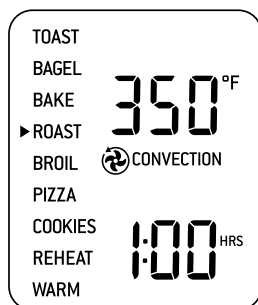 TOAST
BAGEL
BAKE
ROAST
BROIL
PIZZA
COOKIES
REHEAT
WARM
350°F
CONVECTION
1:00 HRS